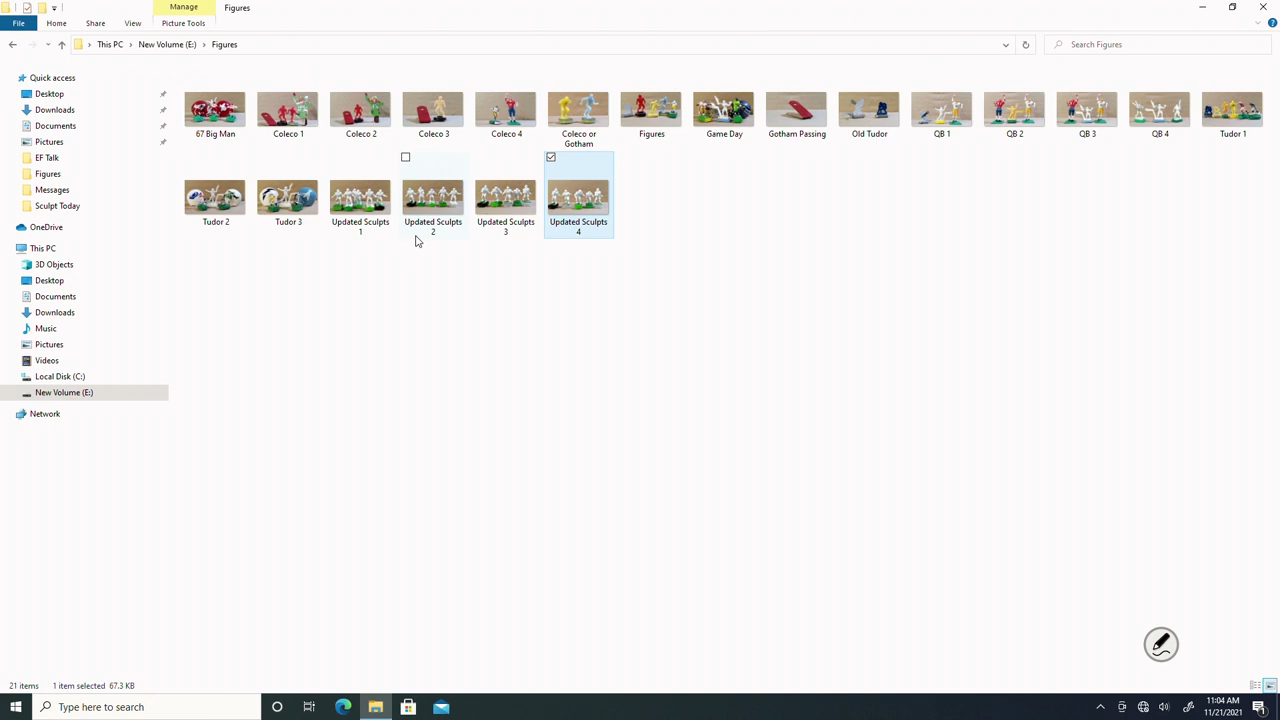 Manage
Figures
File
Home
Share
View
Picture Tools
This PC
New Volume (E:)
Figures
Search Figures
Quick access
Desktop
Downloads
Documents
Pictures
EF Talk
Figures
Messages
Sculpt Today
OneDrive
This PC
3D Objects
Desktop
Documents
Downloads
Music
Pictures
Videos
Local Disk (C:)
New Volume (E:)
Network
67 Big Man
Coleco 1
Coleco 2
Coleco 3
Coleco 4
Coleco or
Gotham
Figures
Game Day
Gotham Passing
Old Tudor
QB 1
QB 2
QB 3
QB 4
Tudor 1
Tudor 2
Tudor 3
Updated Sculpts
1
Updated Sculpts
2
Updated Sculpts
3
Updated Sculpts
4
21 items
1 item selected 67.3 KB
Type here to search
11:04 AM
11/21/2021
1